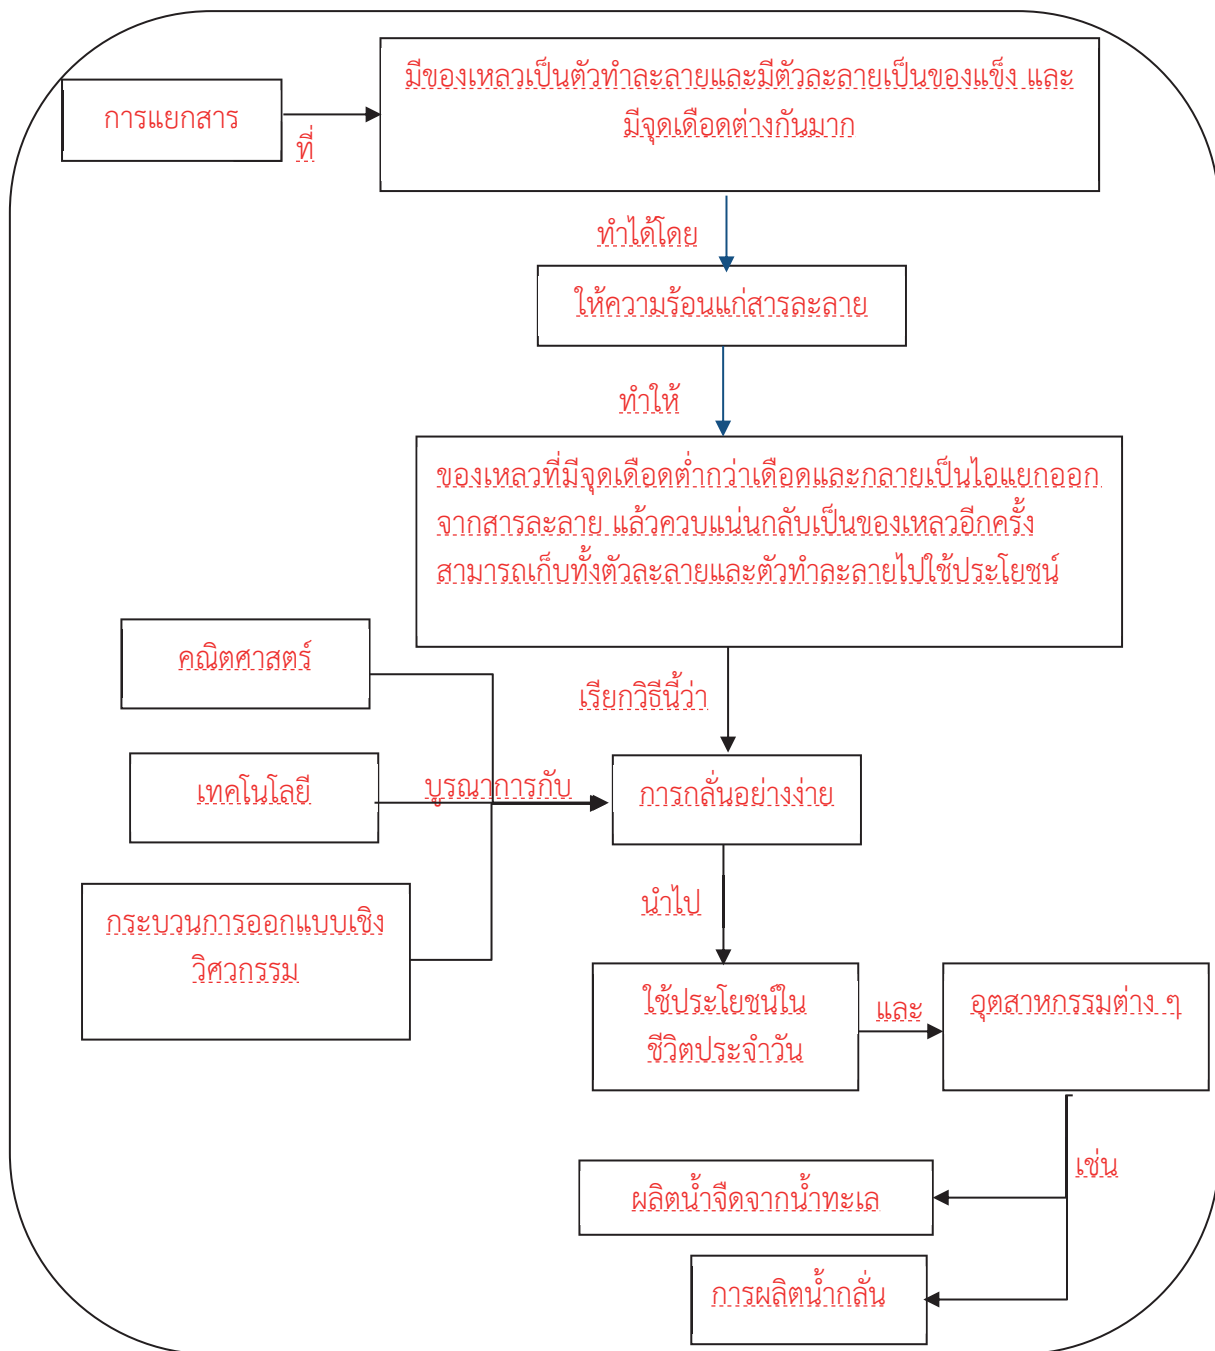 มีของเหลวเป็นตัวทำละลายและมีตัวละลายเป็นของแข็ง และ
มีจุดเดือดต่างกันมาก
การแยกสาร
ที่
ทำได้โดย
ให้ความร้อนแก่สารละลาย
ทำให้
ของเหลวที่มีจุดเดือดต่ำกว่าเดือดและกลายเป็นไอแยกออก
จากสารละลาย แล้วควบแน่นกลับเป็นของเหลวอีกครั้ง
สามารถเก็บทั้งตัวละลายและตัวทำละลายไปใช้ประโยชน์
คณิตศาสตร์
เรียกวิธีนี้ว่า
เทคโนโลยี
บูรณาการกับ
การกลั่นอย่างง่าย
กระบวนการออกแบบเชิง
วิศวกรรม
นำไป
ใช้ประโยชน์ใน
ชีวิตประจำวัน
และ
อุตสาหกรรมต่าง ๆ
เช่น
ผลิตน้ำจืดจากน้ำทะเล
การผลิตน้ำกลั่น